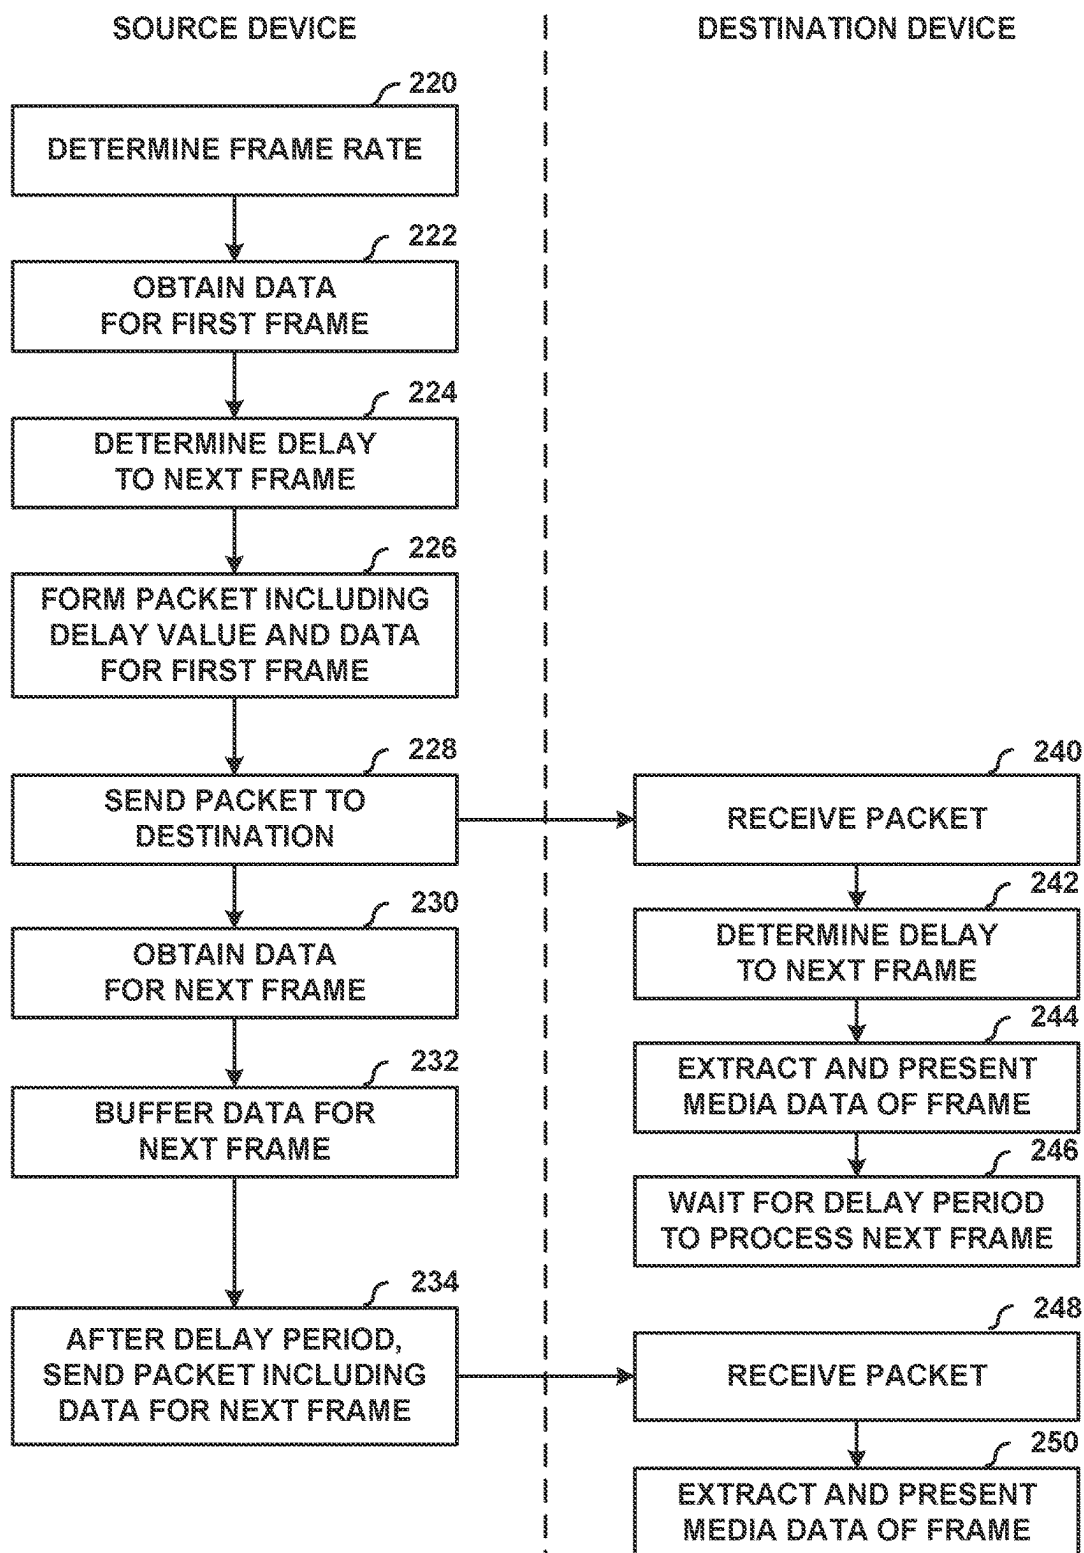 SOURCE DEVICE
DESTINATION DEVICE
220
DETERMINE FRAME RATE
222
OBTAIN DATA
FOR FIRST FRAME
224
DETERMINE DELAY
TO NEXT FRAME
226
FORM PACKET INCLUDING
DELAY VALUE AND DATA
FOR FIRST FRAME
228
SEND PACKET TO
DESTINATION
230
OBTAIN DATA
FOR NEXT FRAME
232
BUFFER DATA FOR
NEXT FRAME
234
AFTER DELAY PERIOD,
SEND PACKET INCLUDING
DATA FOR NEXT FRAME
240
RECEIVE PACKET
242
DETERMINE DELAY
TO NEXT FRAME
244
EXTRACT AND PRESENT
MEDIA DATA OF FRAME
246
WAIT FOR DELAY PERIOD
TO PROCESS NEXT FRAME
248
RECEIVE PACKET
250
EXTRACT AND PRESENT
MEDIA DATA OF FRAME